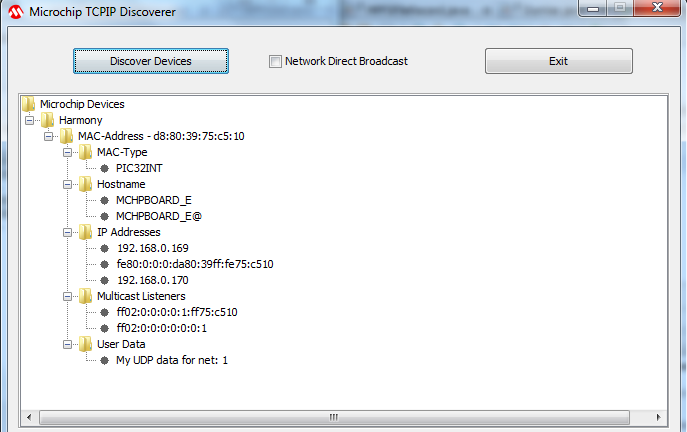 Microchip TCPIP Discoverer
Discover Devices
Network Direct Broadcast
Exit
Microchip Devices
Harmony
MAC-Address - d8:80:39:75:c5:10
MAC-Type
PIC32INT
Hostname
MCHPBOARD_E
MCHPBOARD_E@
IP Addresses
192.168.0.169
fe80:0:0:0:da80:39ff:fe75:c510
192.168.0.170
Multicast Listeners
ff02:0:0:0:0:1:ff75:c510
ff02:0:0:0:0:0:0:1
User Data
My UDP data for net: 1